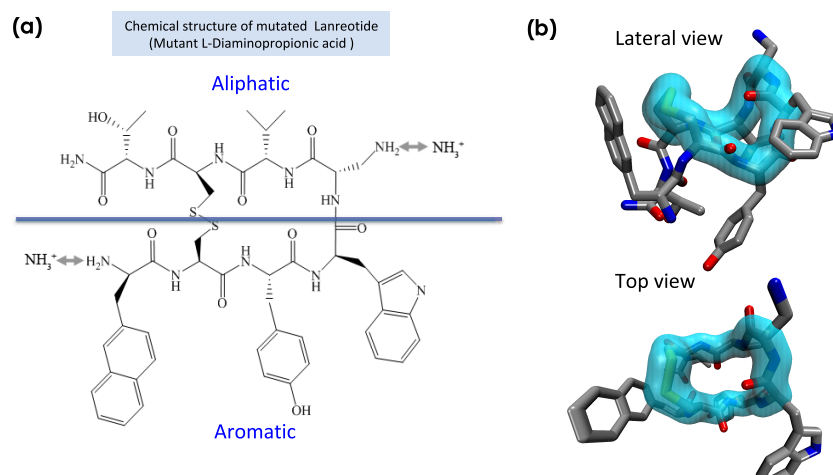 (a)
Chemical structure of mutated Lanreotide
(Mutant L-Diaminopropionic acid )
Aliphatic
HO
O
H
N
O
NH₂
NH₃⁺
H₂N
N
H
O
N
H
O
NH
S
S
O
NH₃⁺
H₂N
O
N
H
O
H
N
O
N
H
N
OH
Aromatic
(b)
Lateral view
Top view